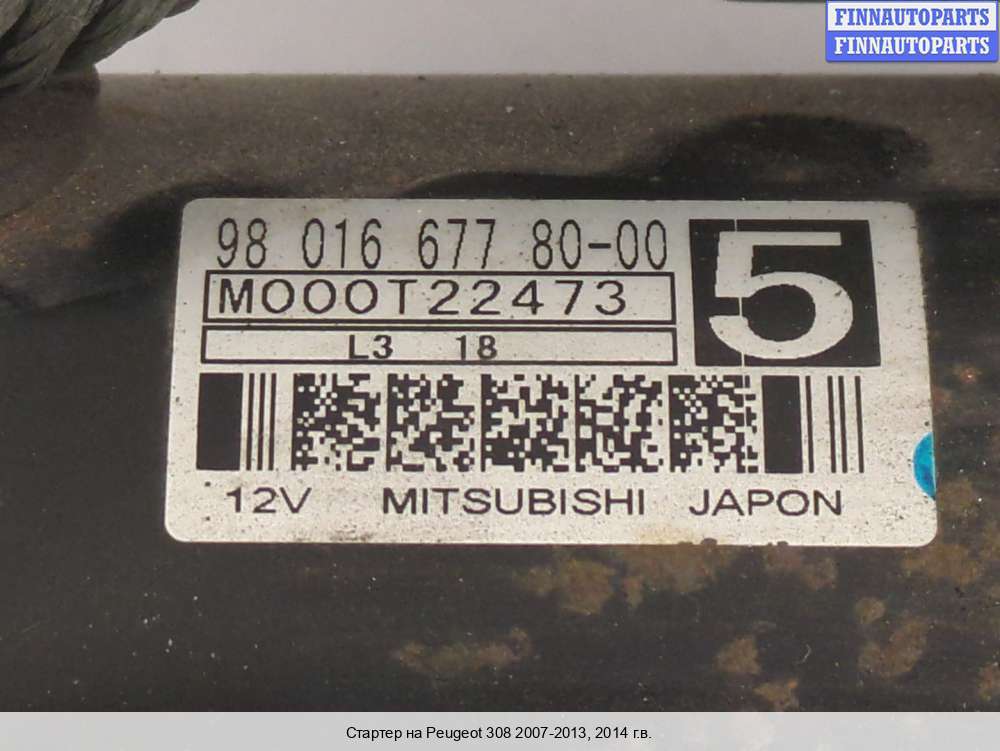 FINNAUTOPARTS
FINNAUTOPARTS
98 016 677 80-00
M000T22473
5
L3 18
12V MITSUBISHI JAPON
Стартер на Peugeot 308 2007-2013, 2014 г.в.